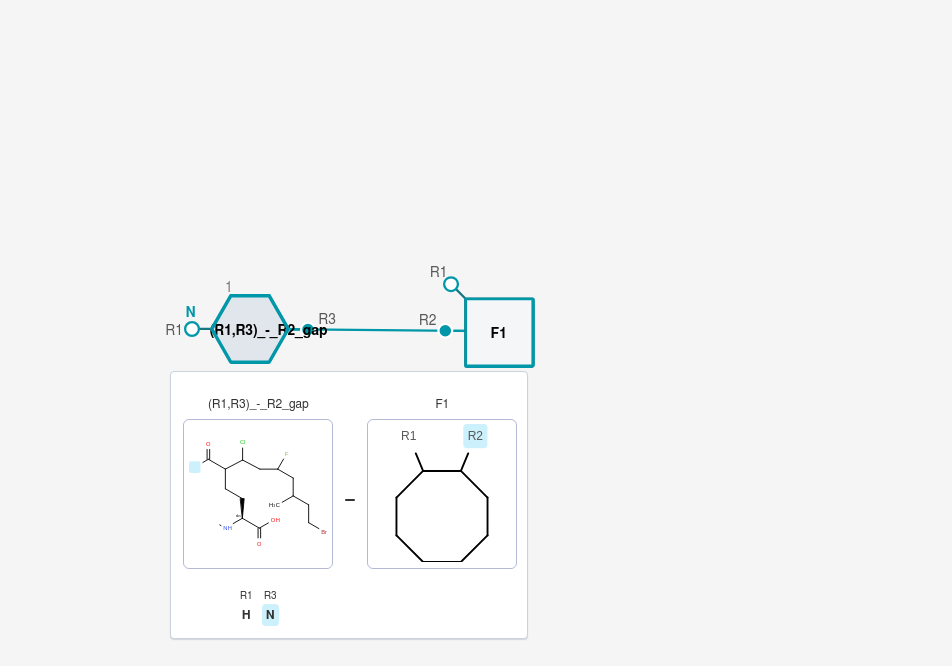 R1
1
N
R3
R2
R1
(R1,R3)_-_R2_gap
F1
(R1,R3)_-_R2_gap
F1
R1
R2
O
Cl
F
H₃C
OH
NH
O
Br
R1 R3
H N